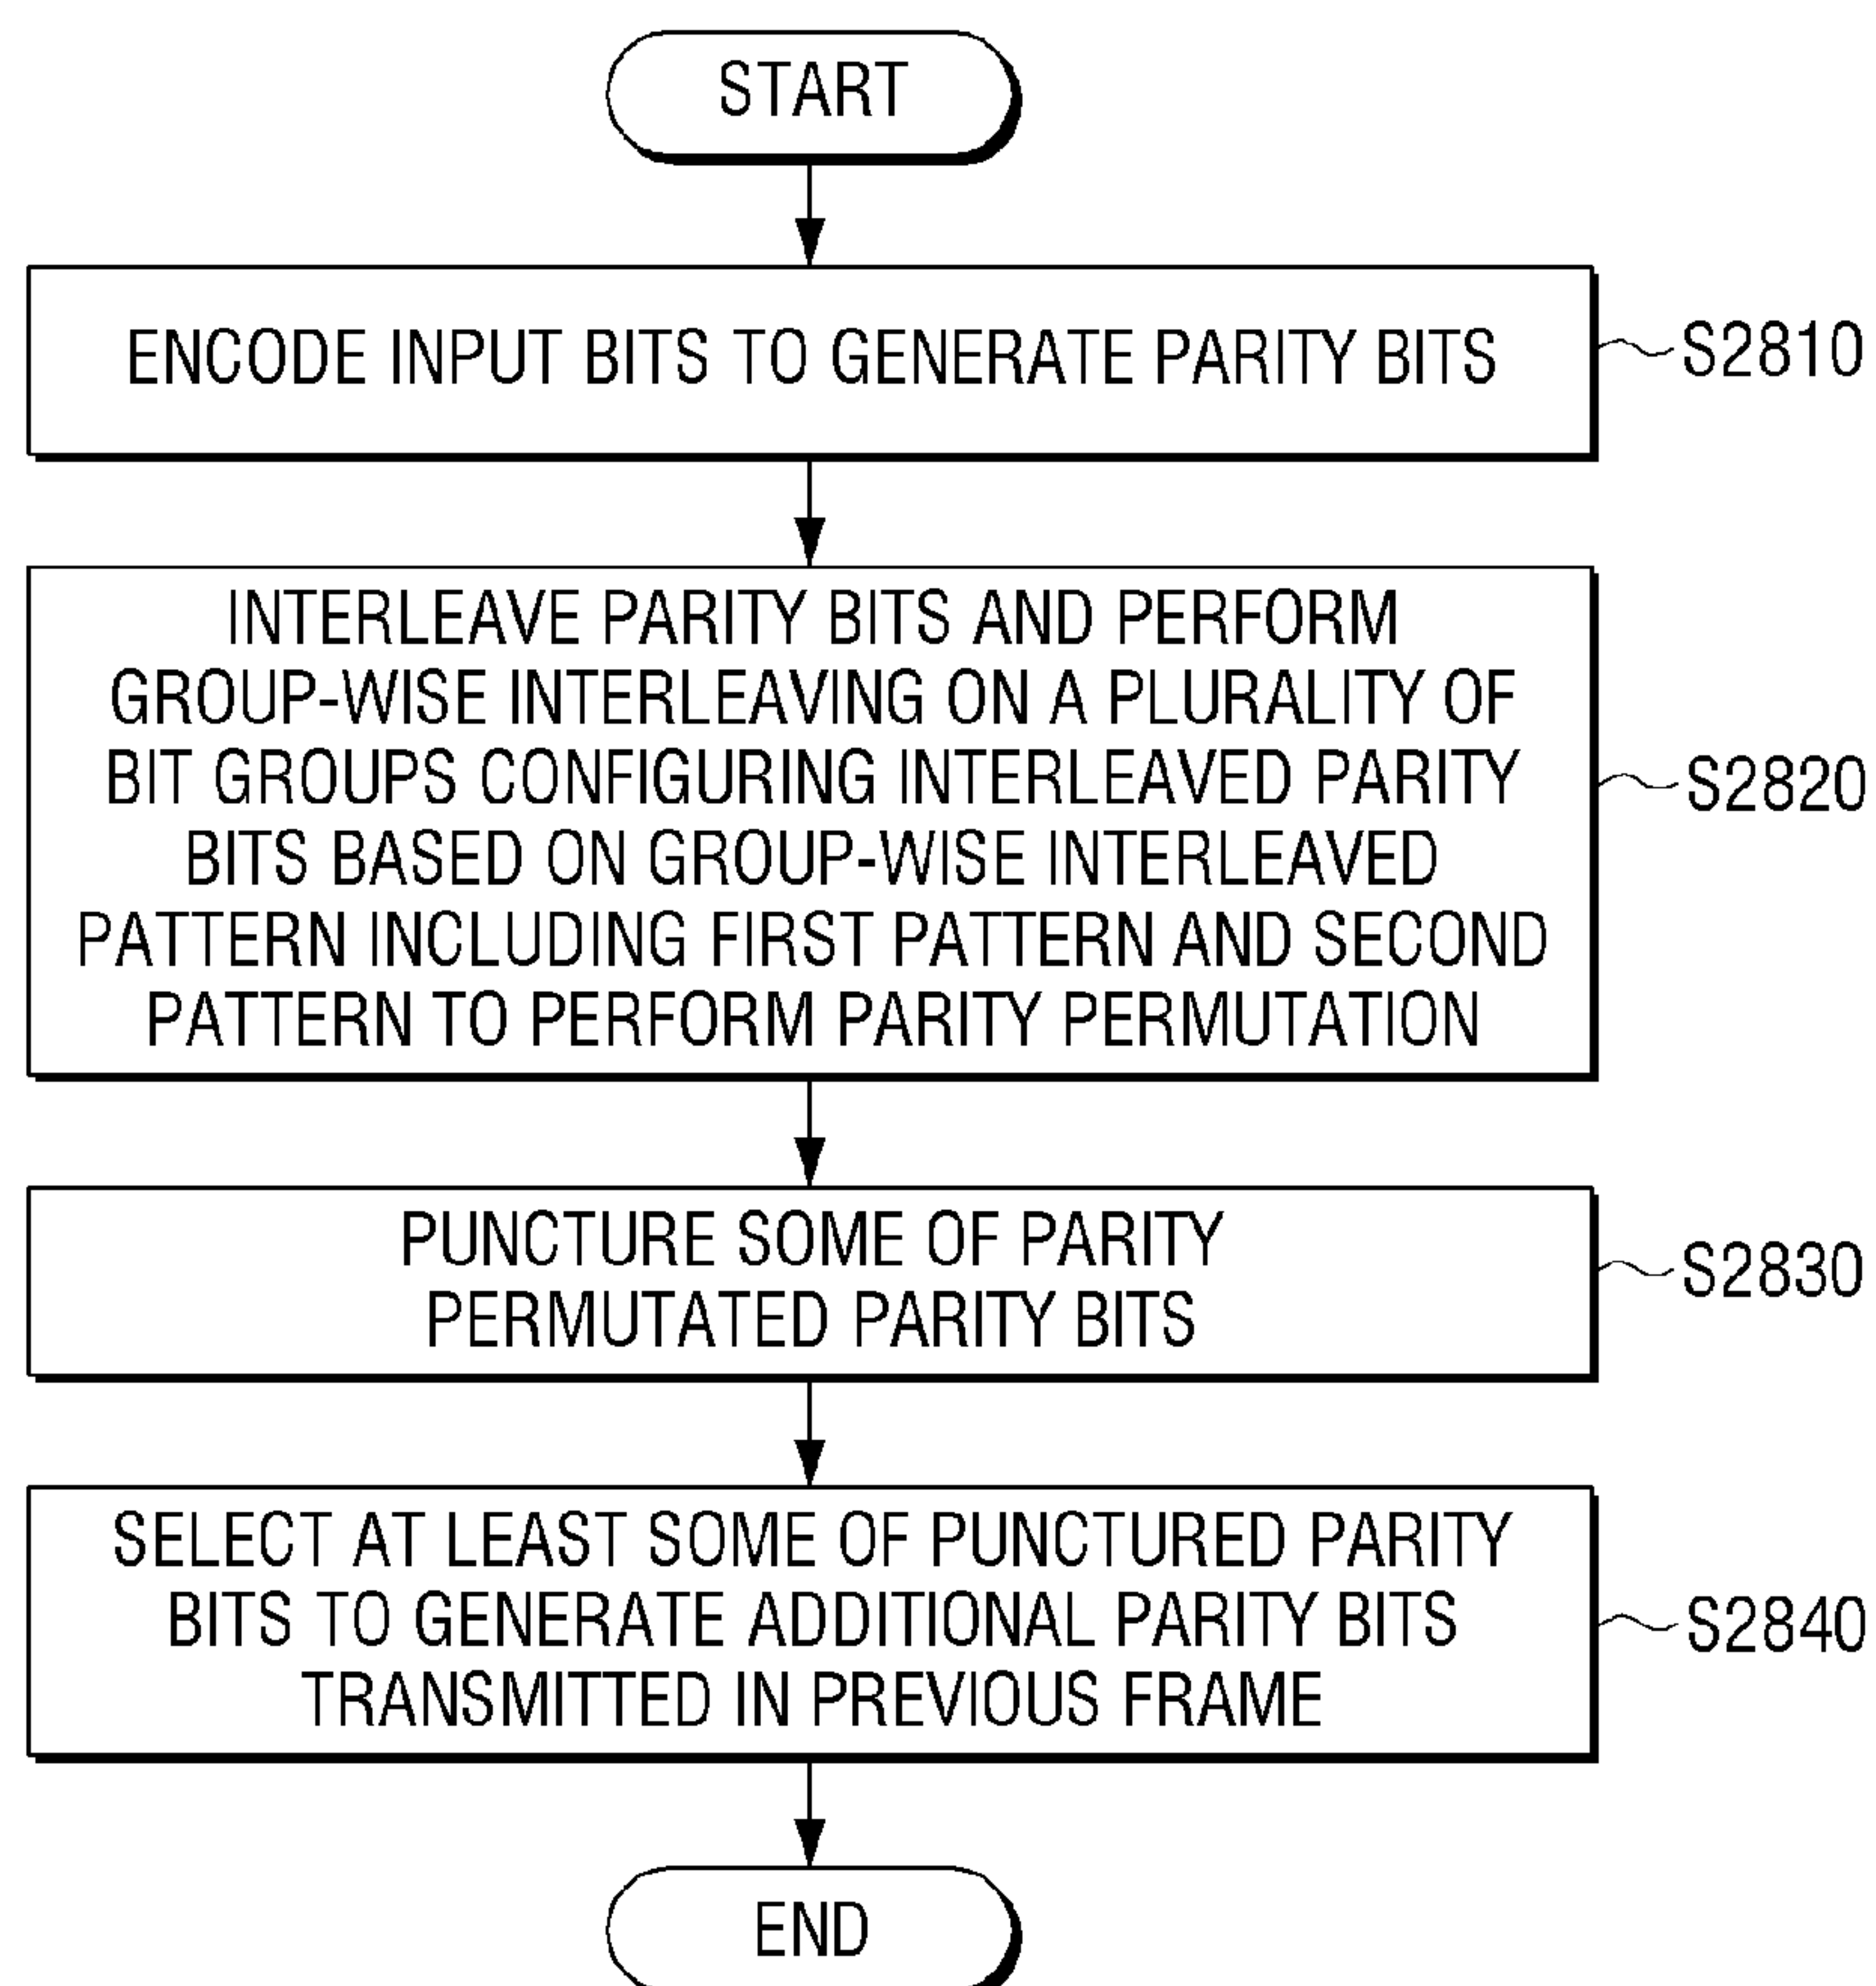 START
ENCODE INPUT BITS TO GENERATE PARITY BITS
S2810
INTERLEAVE PARITY BITS AND PERFORM
GROUP-WISE INTERLEAVING ON A PLURALITY OF
BIT GROUPS CONFIGURING INTERLEAVED PARITY
BITS BASED ON GROUP-WISE INTERLEAVED
PATTERN INCLUDING FIRST PATTERN AND SECOND
PATTERN TO PERFORM PARITY PERMUTATION
S2820
PUNCTURE SOME OF PARITY
PERMUTATED PARITY BITS
S2830
SELECT AT LEAST SOME OF PUNCTURED PARITY
BITS TO GENERATE ADDITIONAL PARITY BITS
TRANSMITTED IN PREVIOUS FRAME
S2840
END